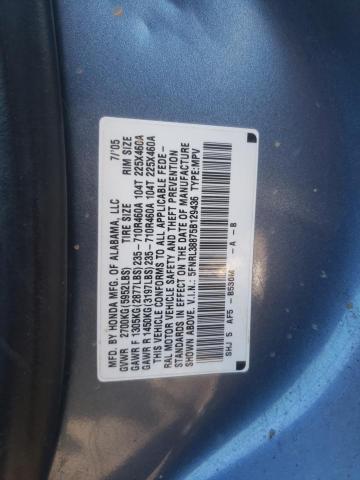 MFD. BY HONDA MFG. OF ALABAMA, LLC 7/'05
GVWR 2700KG(5952LBS) TIRE SIZE RIM SIZE
GAWR F 1305KG(2877LBS)235-710R460A 104T 225X460A
GAWR R 1450KG(3197LBS)235-710R460A 104T 225X460A
THIS VEHICLE CONFORMS TO ALL APPLICABLE FEDE-
RAL MOTOR VEHICLE SAFETY AND THEFT PREVENTION
STANDARDS IN EFFECT ON THE DATE OF MANUFACTURE
SHOWN ABOVE. V.I.N.: 5FNRL38875B129436 TYPE:MPV
SHJ 5 AF5 - B530M - A - B